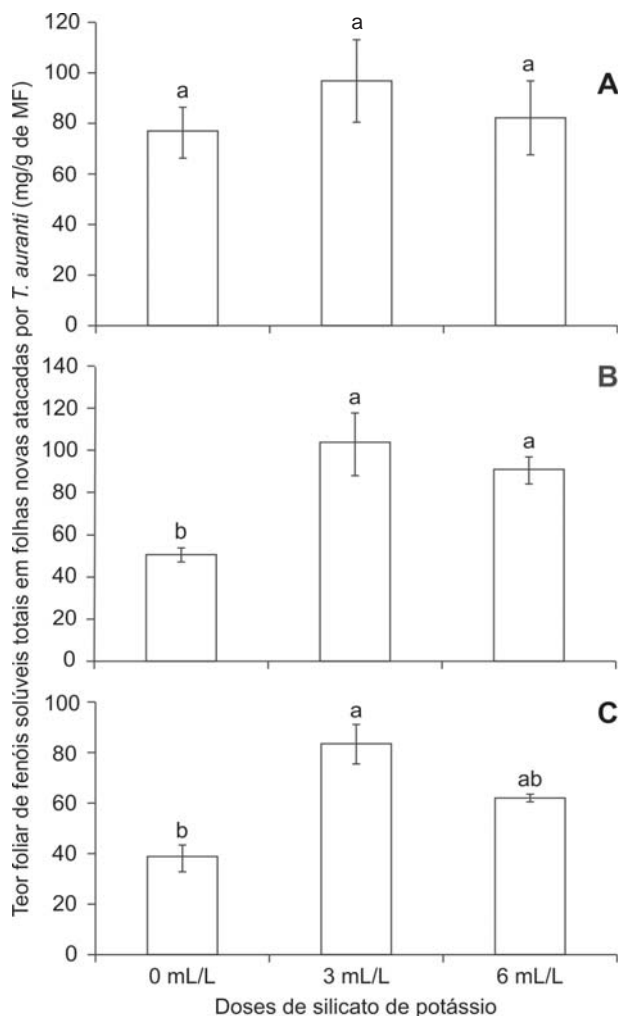 Teor foliar de fenóis solúveis totais em folhas novas atacadas por T. auranti (mg/g de MF)
A
120
100
80
60
40
20
0
a
a
a
B
140
120
100
80
60
40
20
0
b
a
a
C
100
80
60
40
20
0
b
a
ab
0 mL/L 3 mL/L 6 mL/L
Doses de silicato de potássio